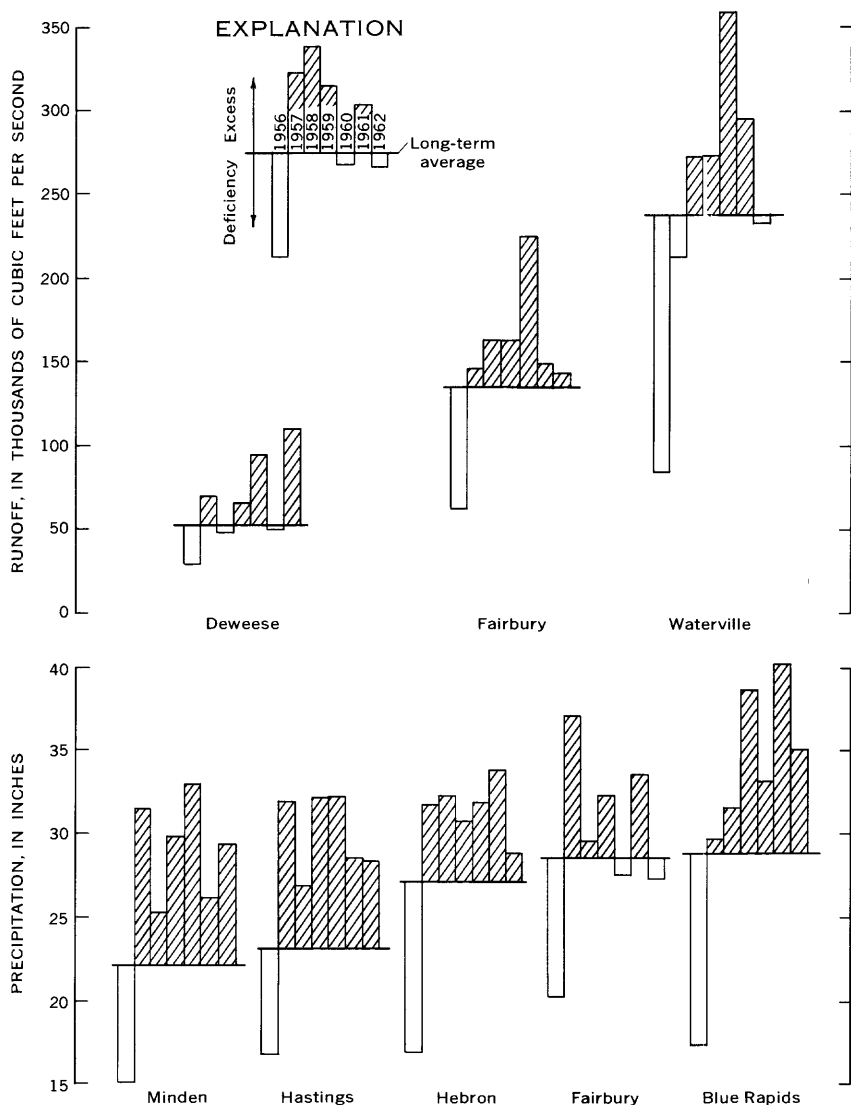 EXPLANATION
Excess
Deficiency
1956
1957
1958
1959
1960
1961
1962
Long-term
average
RUNOFF, IN THOUSANDS OF CUBIC FEET PER SECOND
350
300
250
200
150
100
50
0
Deweese
Fairbury
Waterville
PRECIPITATION, IN INCHES
40
35
30
25
20
15
Minden
Hastings
Hebron
Fairbury
Blue Rapids